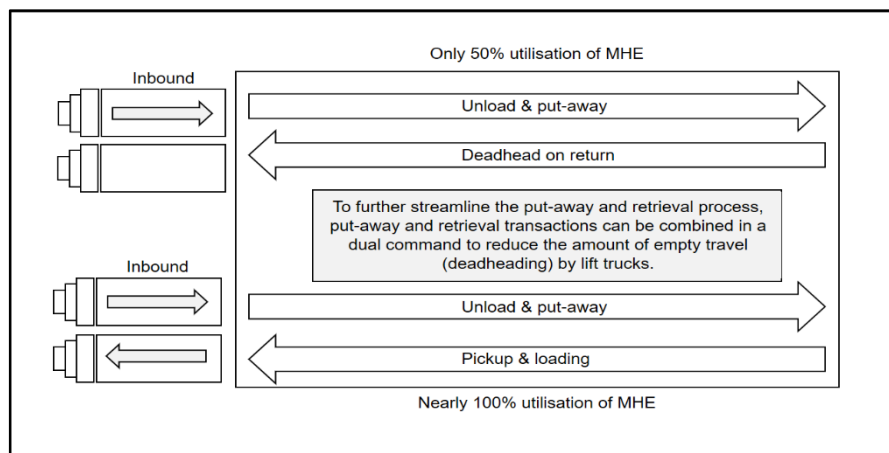 Only 50% utilisation of MHE
Inbound
Unload & put-away
Deadhead on return
To further streamline the put-away and retrieval process,
put-away and retrieval transactions can be combined in a
dual command to reduce the amount of empty travel
(deadheading) by lift trucks.
Inbound
Unload & put-away
Pickup & loading
Nearly 100% utilisation of MHE